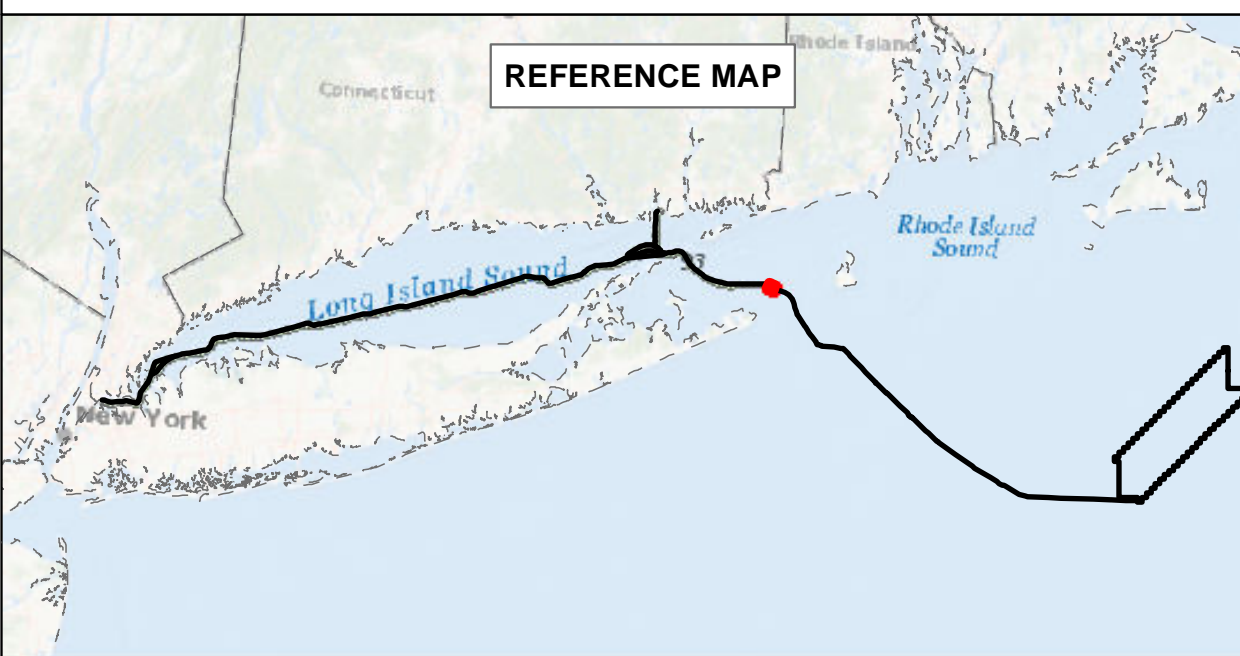 Rhode Island
REFERENCE MAP
Connecticut
Rhode Island
Sound
Long Island Sound
New York